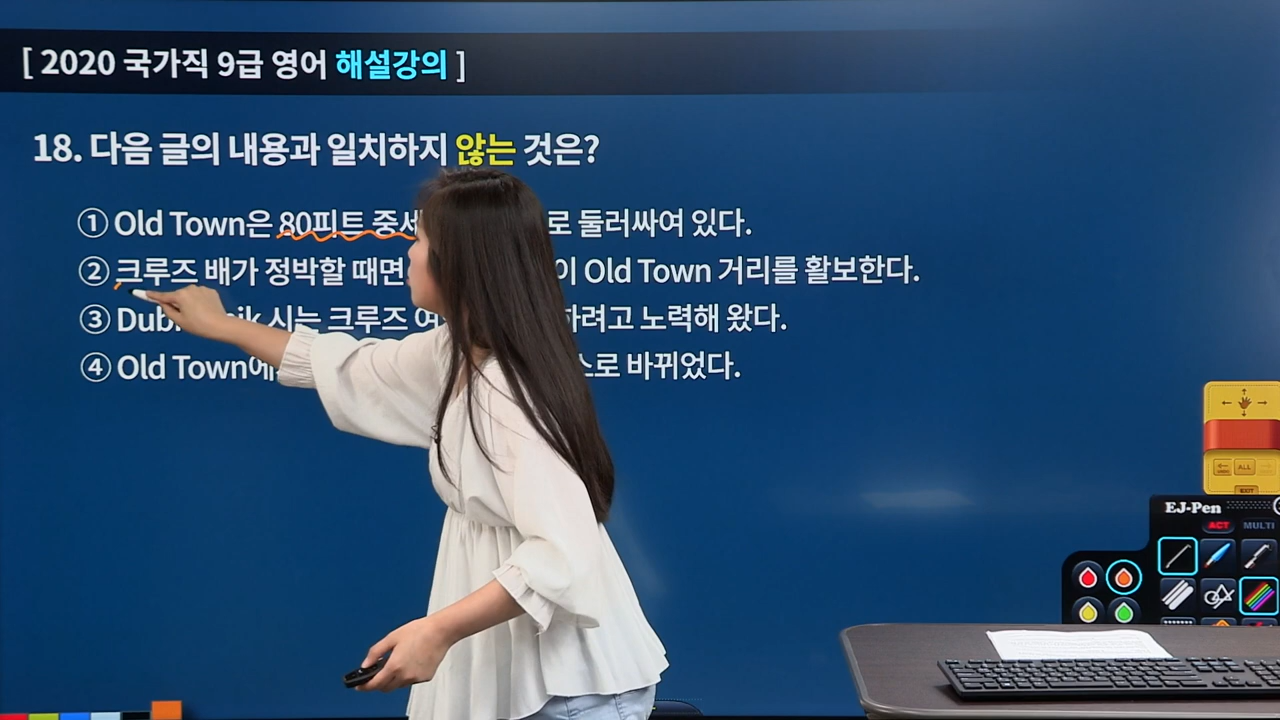 [ 2020 국가직 9급 영어 해설강의 ]
18. 다음 글의 내용과 일치하지 않는 것은?
① Old Town은 80피트 중세 로 둘러싸여 있다.
② 크루즈 배가 정박할 때면 이 Old Town 거리를 활보한다.
③ 시는 크루즈 하려고 노력해 왔다.
④ Old Town에 스로 바뀌었다.
ALL
EXIT
EJ-Pen
ACT MULTI